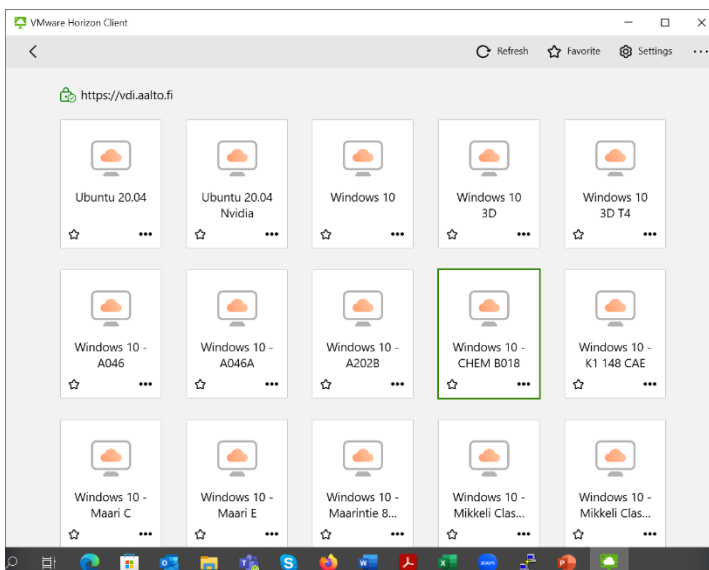 VMware Horizon Client
Refresh
Favorite
Settings
https://vdi.aalto.fi
Ubuntu 20.04
Ubuntu 20.04
Nvidia
Windows 10
Windows 10
3D
Windows 10
3D T4
Windows 10 -
A046
Windows 10 -
A046A
Windows 10 -
A202B
Windows 10 -
CHEM B018
Windows 10 -
K1 148 CAE
Windows 10 -
Maari C
Windows 10 -
Maari E
Windows 10 -
Maarintie 8...
Windows 10 -
Mikkeli Clas...
Windows 10 -
Mikkeli Clas...
zoom